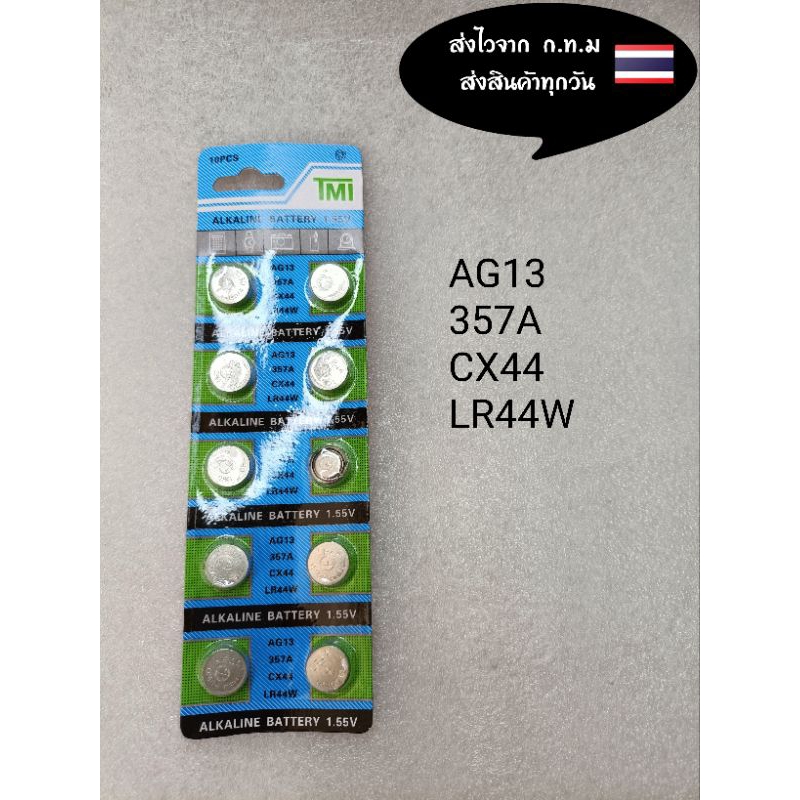 ส่งไวจาก ก.ท.ม
ส่งสินค้าทุกวัน
10PCS
TMI
ALKALINE BATTERY 1.55V
AG13
357A
CX44
LR44W
ALKALINE BATTERY 1.55V
AG13
357A
CX44
LR44W
ALKALINE BATTERY 1.55V
CX44
LR44W
ALKALINE BATTERY 1.55V
AG13
357A
CX44
LR44W
ALKALINE BATTERY 1.55V
AG13
357A
CX44
LR44W
ALKALINE BATTERY 1.55V
AG13
357A
CX44
LR44W